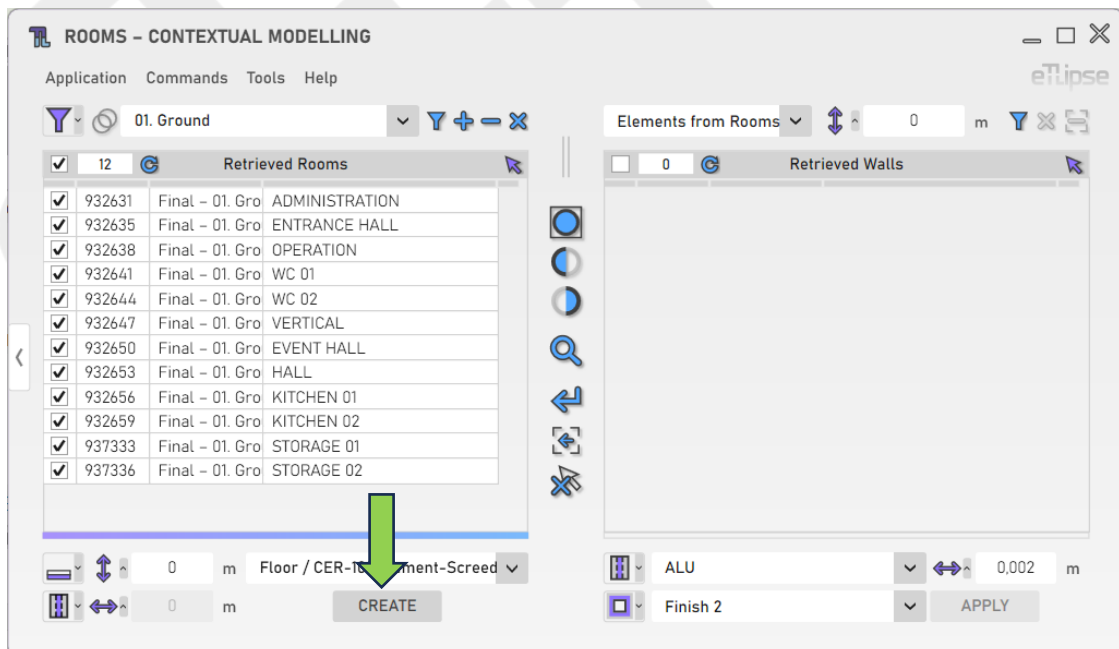 ROOMS – CONTEXTUAL MODELLING
Application Commands Tools Help
eTLipse
01. Ground
Elements from Rooms 0 m
12 Retrieved Rooms
0 Retrieved Walls
932631 Final – 01. Gro ADMINISTRATION
932635 Final – 01. Gro ENTRANCE HALL
932638 Final – 01. Gro OPERATION
932641 Final – 01. Gro WC 01
932644 Final – 01. Gro WC 02
932647 Final – 01. Gro VERTICAL
932650 Final – 01. Gro EVENT HALL
932653 Final – 01. Gro HALL
932656 Final – 01. Gro KITCHEN 01
932659 Final – 01. Gro KITCHEN 02
937333 Final – 01. Gro STORAGE 01
937336 Final – 01. Gro STORAGE 02
0 m Floor / CER-10 ment-Screed
ALU 0,002 m
0 m CREATE
Finish 2 APPLY